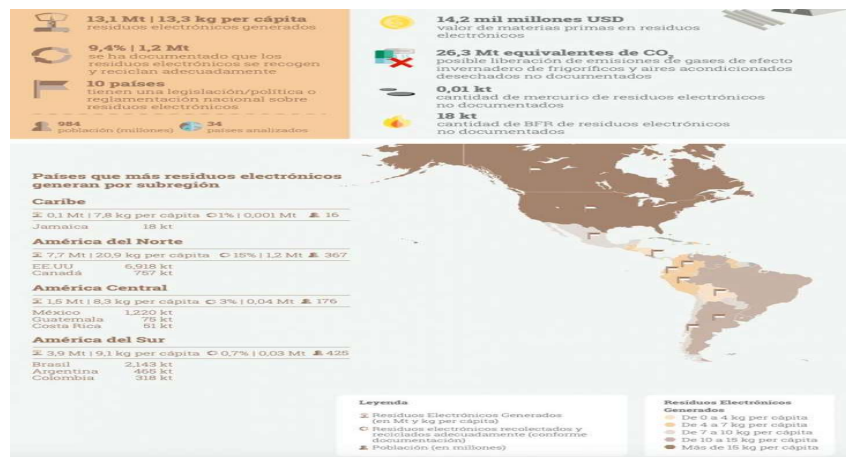 13,1 Mt | 13,3 kg per cápita
residuos electrónicos generados
9,4% | 1,2 Mt
se ha documentado que los
residuos electrónicos se recogen
y reciclan adecuadamente
10 países
tienen una legislación/política o
reglamentación nacional sobre
residuos electrónicos
984
población (millones)
34
países analizados
14,2 mil millones USD
valor de materias primas en residuos
electrónicos
26,3 Mt equivalentes de CO₂
posible liberación de emisiones de gases de efecto
invernadero de frigoríficos y aires acondicionados
desechados no documentados
0,01 kt
cantidad de mercurio de residuos electrónicos
no documentados
18 kt
cantidad de BFR de residuos electrónicos
no documentados
Países que más residuos electrónicos
generan por subregión
Caribe
0,1 Mt | 7,8 kg per cápita 1% | 0,001 Mt 16
Jamaica 18 kt
América del Norte
7,7 Mt | 20,9 kg per cápita 15% | 1,2 Mt 367
EE.UU 6,918 kt
Canadá 757 kt
América Central
1,5 Mt | 8,3 kg per cápita 3% | 0,04 Mt 176
México 1,220 kt
Guatemala 75 kt
Costa Rica 51 kt
América del Sur
3,9 Mt | 9,1 kg per cápita 0,7% | 0,03 Mt 425
Brasil 2,143 kt
Argentina 465 kt
Colombia 318 kt
Leyenda
Residuos Electrónicos Generados
(en Mt y kg per cápita)
Residuos electrónicos recolectados y
reciclados adecuadamente (conforme
documentación)
Población (en millones)
Residuos Electrónicos
Generados
De 0 a 4 kg per cápita
De 4 a 7 kg per cápita
De 7 a 10 kg per cápita
De 10 a 15 kg per cápita
Más de 15 kg per cápita